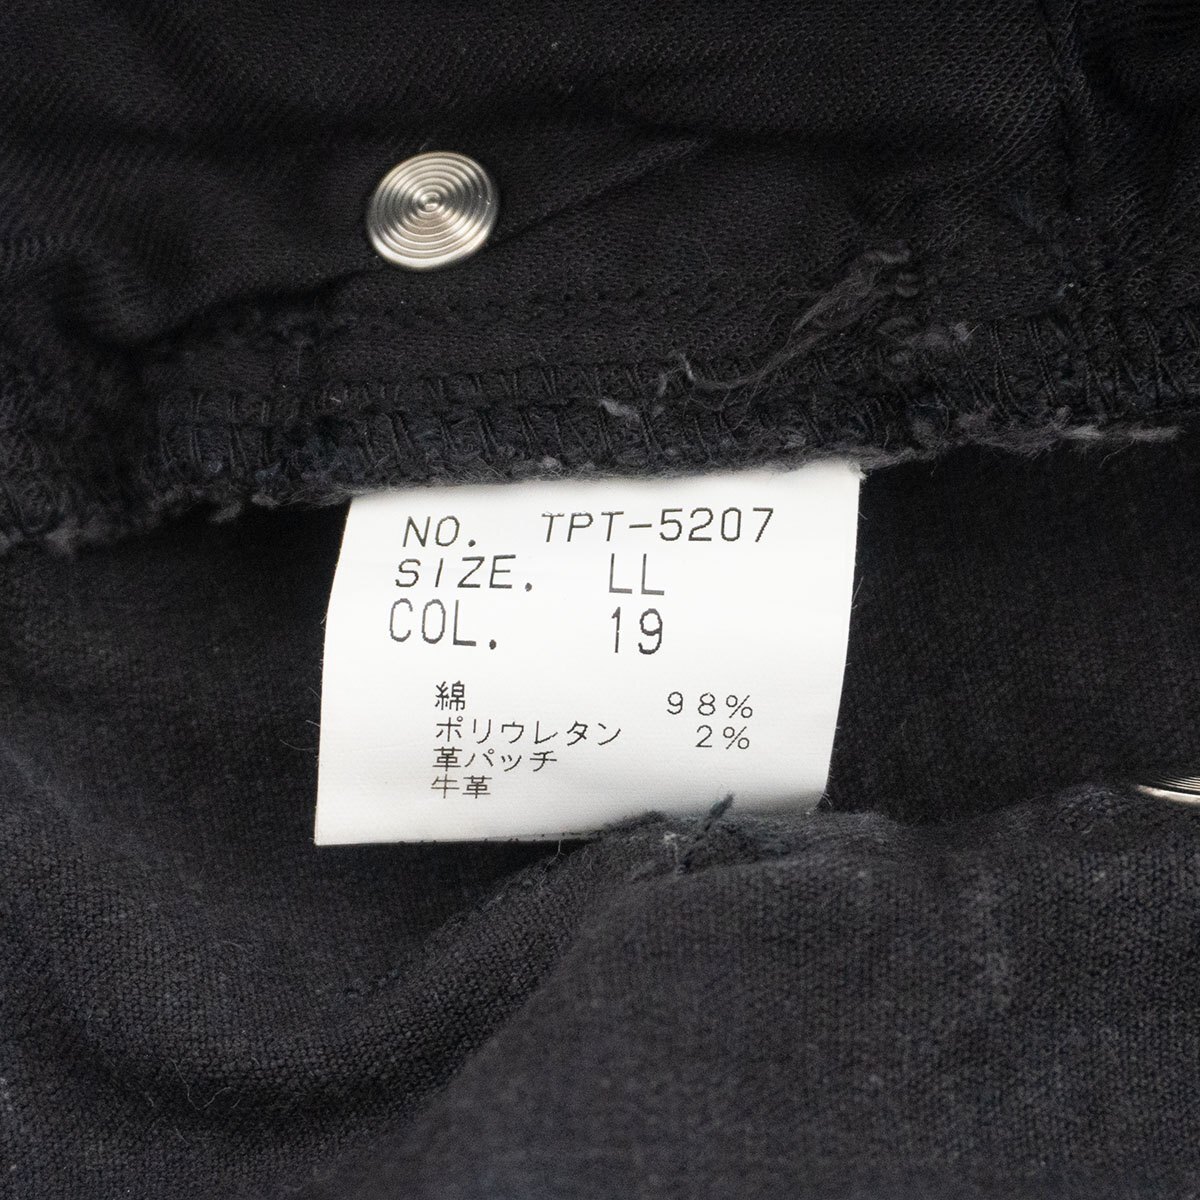 NO. TPT-5207
SIZE. LL
COL. 19
綿 98%
ポリウレタン 2%
革パッチ
牛革